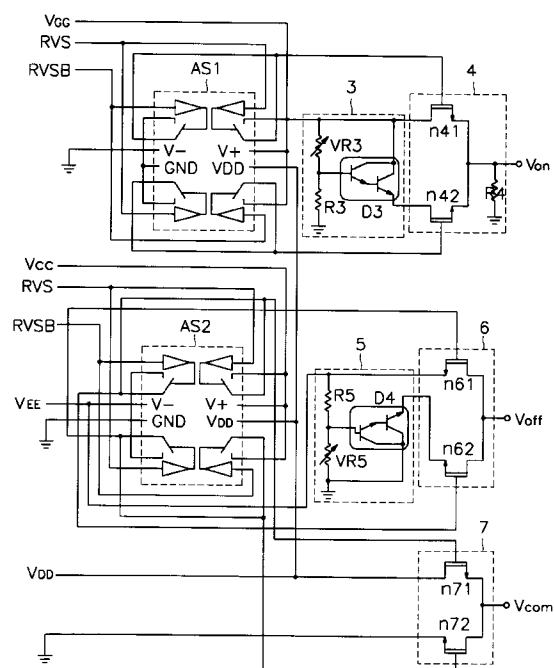 VGG
RVS
RVSB
AS1
V-
V+
GND
VDD
3
VR3
R3
D3
4
n41
n42
R4
Von
VCC
RVS
RVSB
AS2
VEE
V-
V+
GND
VDD
5
R5
D4
VR5
6
n61
n62
Voff
VDD
7
n71
n72
Vcom